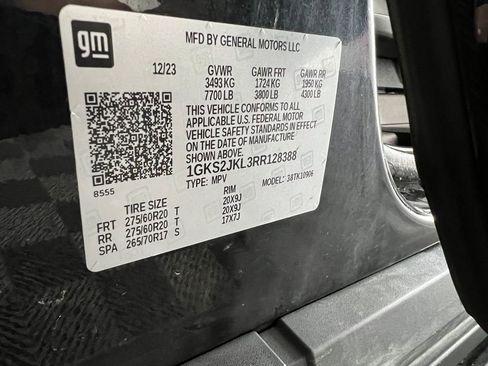 gm
MFD BY GENERAL MOTORS LLC
12/23 GVWR GAWR FRT GAWR RR
3493 KG 1724 KG 1950 KG
7700 LB 3800 LB 4300 LB
THIS VEHICLE CONFORMS TO ALL
APPLICABLE U.S. FEDERAL MOTOR
VEHICLE SAFETY STANDARDS IN EFFECT
ON THE DATE OF MANUFACTURE
SHOWN ABOVE.
1GKS2JKL3RR128388
8555
TYPE: MPV MODEL: 38TK10906
TIRE SIZE RIM
FRT 275/60R20 T 20X9J
RR 275/60R20 T 20X9J
SPA 265/70R17 S 17X7J